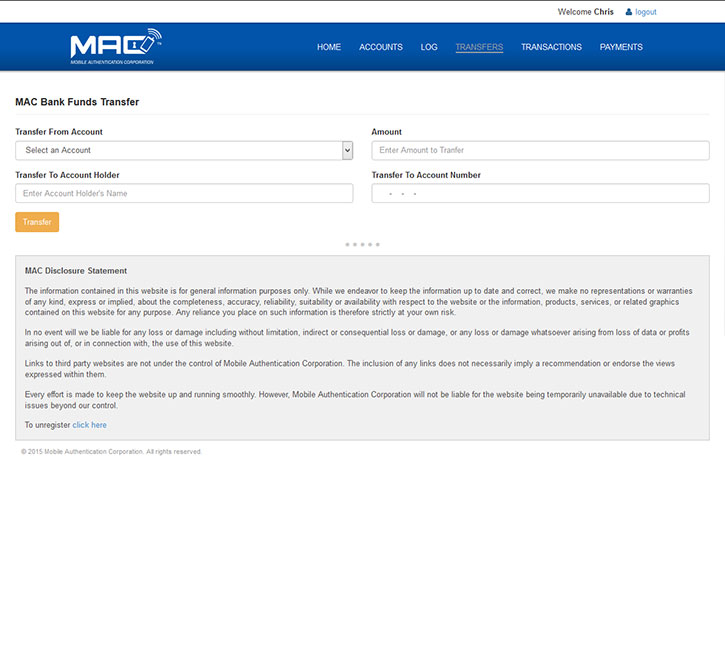 Welcome Chris logout
MAC ™
MOBILE AUTHENTICATION CORPORATION
HOME ACCOUNTS LOG TRANSFERS TRANSACTIONS PAYMENTS
MAC Bank Funds Transfer
Transfer From Account Amount
Select an Account Enter Amount to Tranfer
Transfer To Account Holder Transfer To Account Number
Enter Account Holder's Name - - -
Transfer
MAC Disclosure Statement
The information contained in this website is for general information purposes only. While we endeavor to keep the information up to date and correct, we make no representations or warranties
of any kind, express or implied, about the completeness, accuracy, reliability, suitability or availability with respect to the website or the information, products, services, or related graphics
contained on this website for any purpose. Any reliance you place on such information is therefore strictly at your own risk.
In no event will we be liable for any loss or damage including without limitation, indirect or consequential loss or damage, or any loss or damage whatsoever arising from loss of data or profits
arising out of, or in connection with, the use of this website.
Links to third party websites are not under the control of Mobile Authentication Corporation. The inclusion of any links does not necessarily imply a recommendation or endorse the views
expressed within them.
Every effort is made to keep the website up and running smoothly. However, Mobile Authentication Corporation will not be liable for the website being temporarily unavailable due to technical
issues beyond our control.
To unregister click here
© 2015 Mobile Authentication Corporation. All rights reserved.